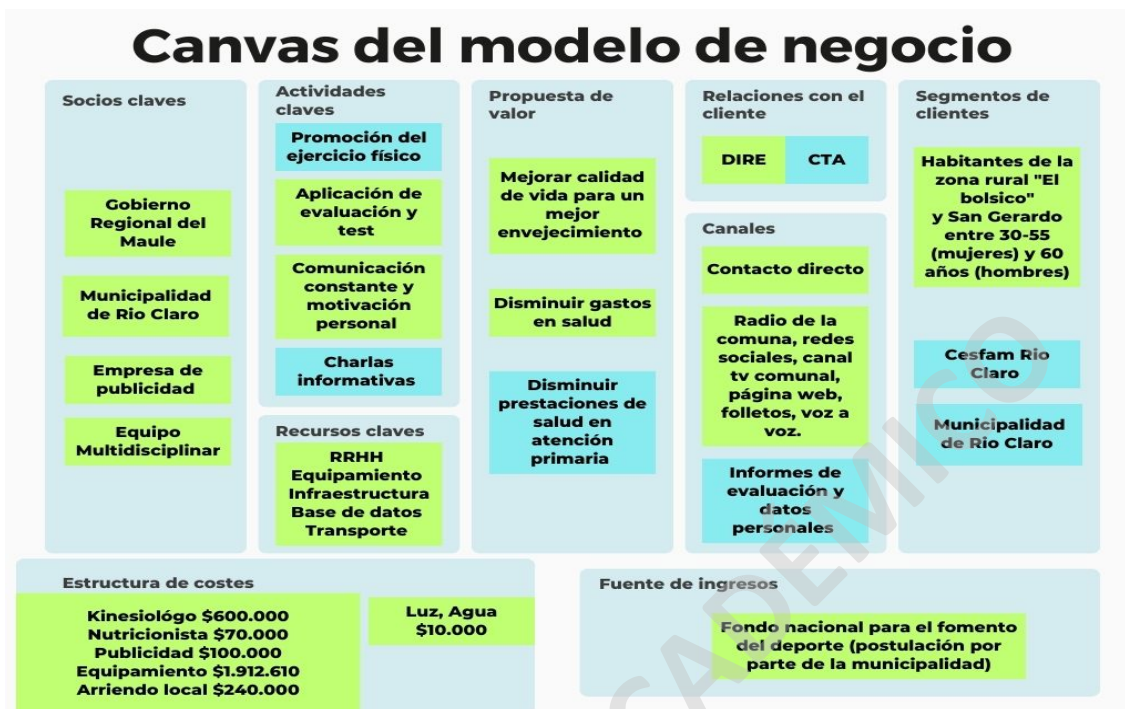 Canvas del modelo de negocio
Socios claves
Gobierno
Regional del
Maule
Municipalidad
de Rio Claro
Empresa de
publicidad
Equipo
Multidisciplinar
Actividades
claves
Promoción del
ejercicio físico
Aplicación de
evaluación y
test
Comunicación
constante y
motivación
personal
Charlas
informativas
Recursos claves
RRHH
Equipamiento
Infraestructura
Base de datos
Transporte
Propuesta de
valor
Mejorar calidad
de vida para un
mejor
envejecimiento
Disminuir gastos
en salud
Disminuir
prestaciones de
salud en
atención
primaria
Relaciones con el
cliente
DIRE CTA
Canales
Contacto directo
Radio de la
comuna, redes
sociales, canal
tv comunal,
página web,
folletos, voz a
voz.
Informes de
evaluación y
datos
personales
Segmentos de
clientes
Habitantes de la
zona rural "El
bolsico"
y San Gerardo
entre 30-55
(mujeres) y 60
años (hombres)
Cesfam Rio
Claro
Municipalidad
de Rio Claro
Estructura de costes
Kinesiológo $600.000
Nutricionista $70.000
Publicidad $100.000
Equipamiento $1.912.610
Arriendo local $240.000
Luz, Agua
$10.000
Fuente de ingresos
Fondo nacional para el fomento
del deporte (postulación por
parte de la municipalidad)
CADEMICO